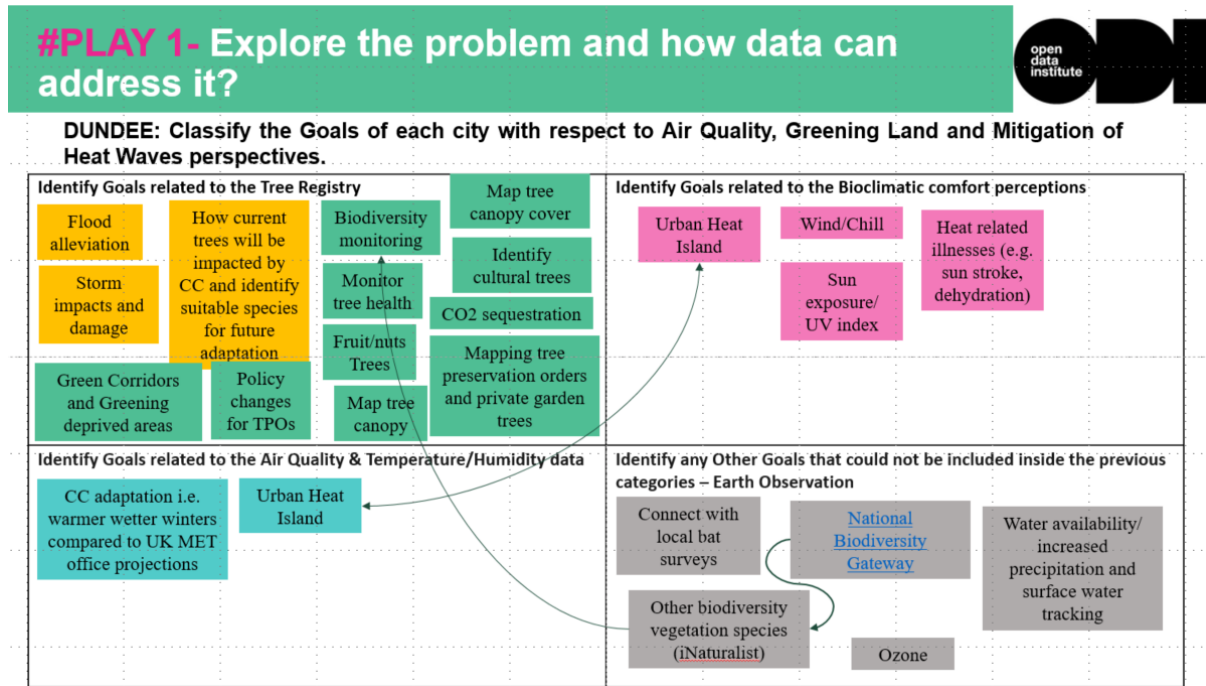 #PLAY 1- Explore the problem and how data can
address it?
open
data
institute
DUNDEE: Classify the Goals of each city with respect to Air Quality, Greening Land and Mitigation of
Heat Waves perspectives.
Identify Goals related to the Tree Registry
Flood
alleviation
Storm
impacts and
damage
How current
trees will be
impacted by
CC and identify
suitable species
for future
adaptation
Biodiversity
monitoring
Monitor
tree health
Fruit/nuts
Trees
Map tree
canopy
Map tree
canopy cover
Identify
cultural trees
CO2 sequestration
Mapping tree
preservation orders
and private garden
trees
Green Corridors
and Greening
deprived areas
Policy
changes
for TPOs
Identify Goals related to the Bioclimatic comfort perceptions
Urban Heat
Island
Wind/Chill
Sun
exposure/
UV index
Heat related
illnesses (e.g.
sun stroke,
dehydration)
Identify Goals related to the Air Quality & Temperature/Humidity data
CC adaptation i.e.
warmer wetter winters
compared to UK MET
office projections
Urban Heat
Island
Identify any Other Goals that could not be included inside the previous
categories – Earth Observation
Connect with
local bat
surveys
National
Biodiversity
Gateway
Water availability/
increased
precipitation and
surface water
tracking
Other biodiversity
vegetation species
(iNaturalist)
Ozone